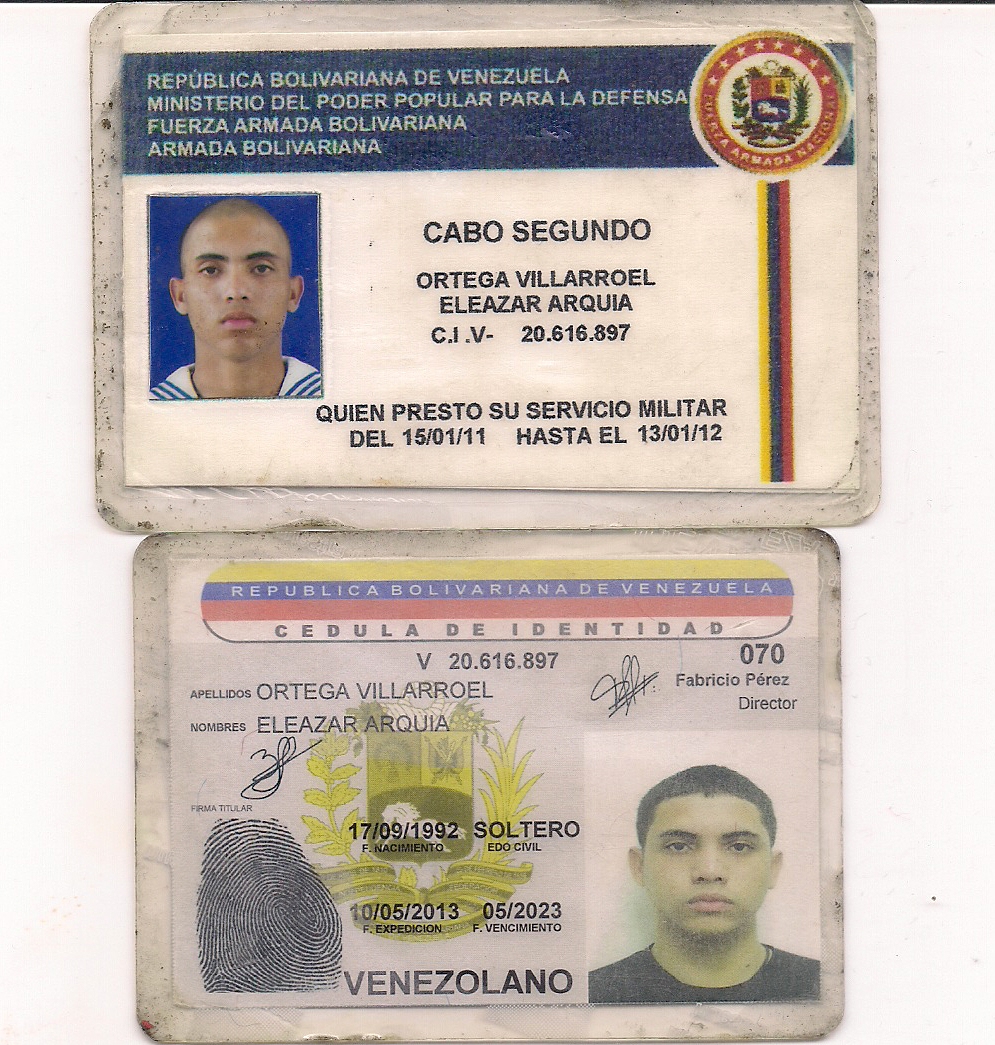 REPÚBLICA BOLIVARIANA DE VENEZUELA
MINISTERIO DEL PODER POPULAR PARA LA DEFENSA
FUERZA ARMADA BOLIVARIANA
ARMADA BOLIVARIANA
FUERZA ARMADA NACIONAL
CABO SEGUNDO
ORTEGA VILLARROEL
ELEAZAR ARQUIA
C.I .V- 20.616.897
QUIEN PRESTO SU SERVICIO MILITAR
DEL 15/01/11 HASTA EL 13/01/12
REPUBLICA BOLIVARIANA DE VENEZUELA
CEDULA DE IDENTIDAD
V 20.616.897
070
Fabricio Pérez
Director
APELLIDOS ORTEGA VILLARROEL
NOMBRES ELEAZAR ARQUIA
FIRMA TITULAR
17/09/1992 SOLTERO
F. NACIMIENTO EDO CIVIL
10/05/2013 05/2023
F. EXPEDICION F. VENCIMIENTO
VENEZOLANO